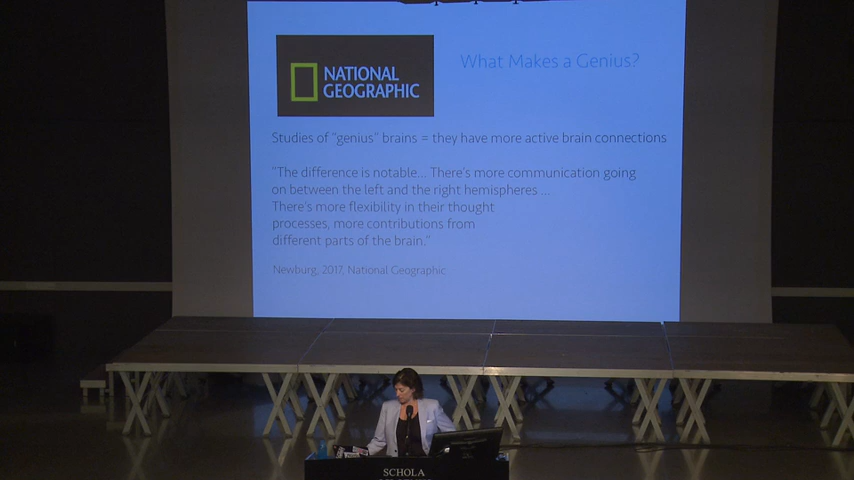 NATIONAL
GEOGRAPHIC
What Makes a Genius?
Studies of "genius" brains = they have more active brain connections
"The difference is notable... There's more communication going
on between the left and the right hemispheres ...
There's more flexibility in their thought
processes, more contributions from
different parts of the brain."
Newburg, 2017, National Geographic
SCHOLA